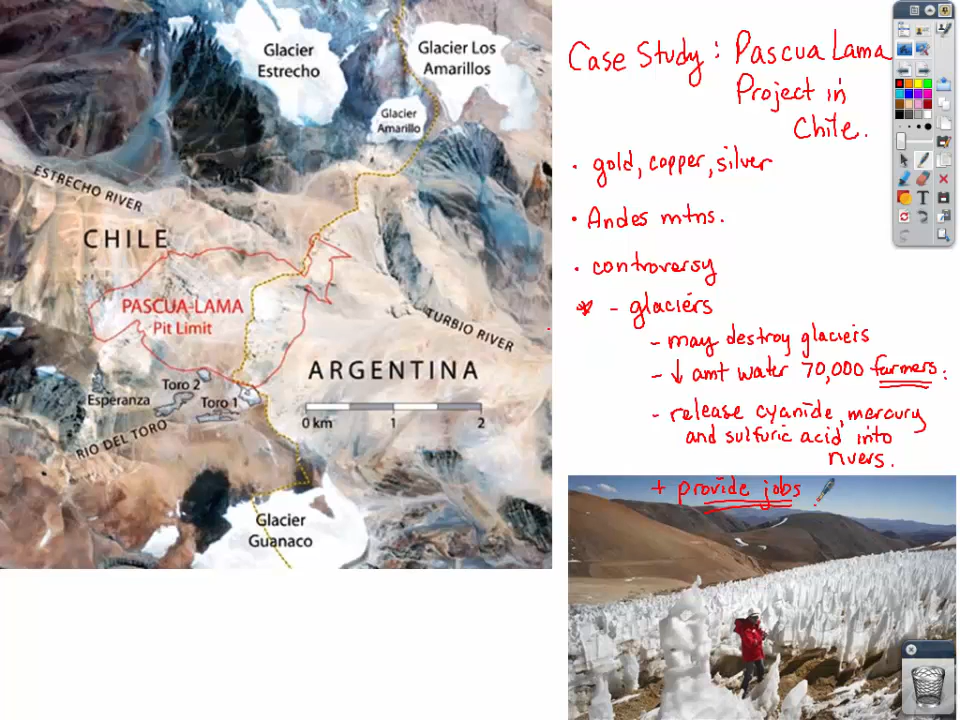 Glacier
Estrecho
Glacier Los
Amarillos
Glacier
Amarillo
ESTRECHO RIVER
CHILE
PASCUA-LAMA
Pit Limit
TURBIO RIVER
ARGENTINA
Toro 2
Esperanza
Toro 1
0 km
1
2
RIO DEL TORO
Glacier
Guanaco
Case Study: Pascua Lama
Project in
Chile.
• gold, copper, silver
• Andes mtns.
• controversy
* - glaciers
- may destroy glaciers
- ↓ amt water 70,000 farmers.
- release cyanide, mercury
and sulfuric acid into
rivers.
+ provide jobs
T